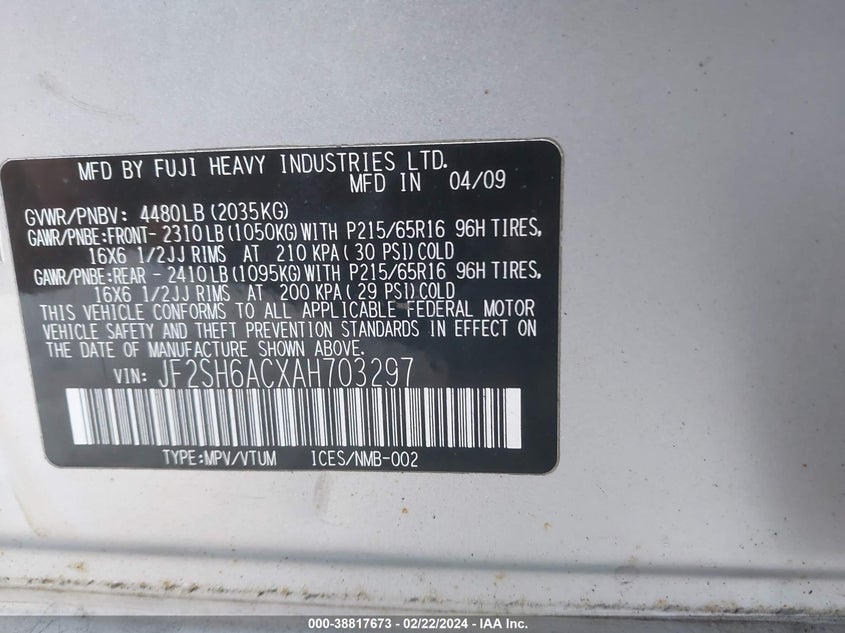 MFD BY FUJI HEAVY INDUSTRIES LTD.
MFD IN 04/09
GVWR/PNBV: 4480LB(2035KG)
GAWR/PNBE:FRONT- 2310LB(1050KG)WITH P215/65R16 96H TIRES,
16X6 1/2JJ RIMS AT 210 KPA( 30 PSI)COLD
GAWR/PNBE:REAR - 2410LB(1095KG)WITH P215/65R16 96H TIRES,
16X6 1/2JJ RIMS AT 200 KPA( 29 PSI)COLD
THIS VEHICLE CONFORMS TO ALL APPLICABLE FEDERAL MOTOR
VEHICLE SAFETY AND THEFT PREVENTION STANDARDS IN EFFECT ON
THE DATE OF MANUFACTURE SHOWN ABOVE.
VIN: JF2SH6ACXAH703297
TYPE:MPV/VTUM ICES/NMB-002
000-38817673 - 02/22/2024 - IAA, Inc.